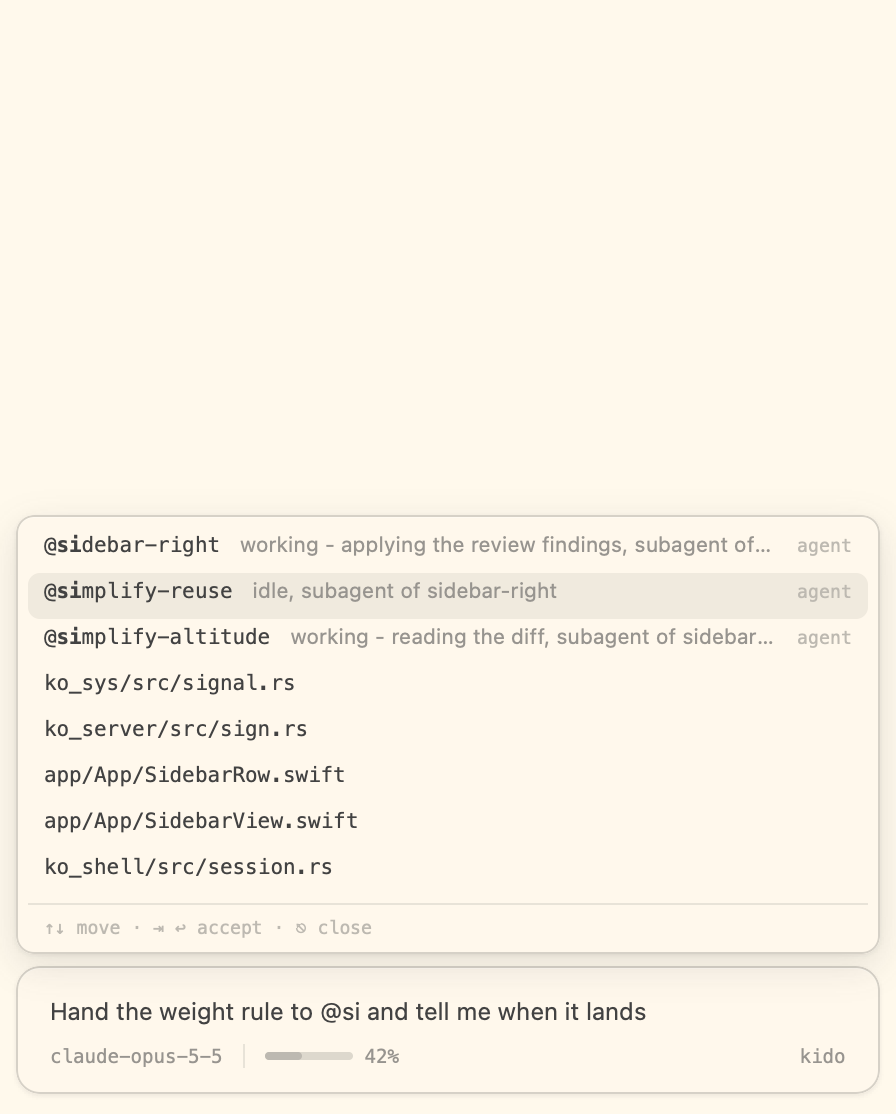 @sidebar-right working - applying the review findings, subagent of… agent
@simplify-reuse idle, subagent of sidebar-right agent
@simplify-altitude working - reading the diff, subagent of sidebar… agent
ko_sys/src/signal.rs
ko_server/src/sign.rs
app/App/SidebarRow.swift
app/App/SidebarView.swift
ko_shell/src/session.rs
↑↓ move · ⇥ ↩ accept · ⎋ close
Hand the weight rule to @si and tell me when it lands
claude-opus-5-5 42% kido